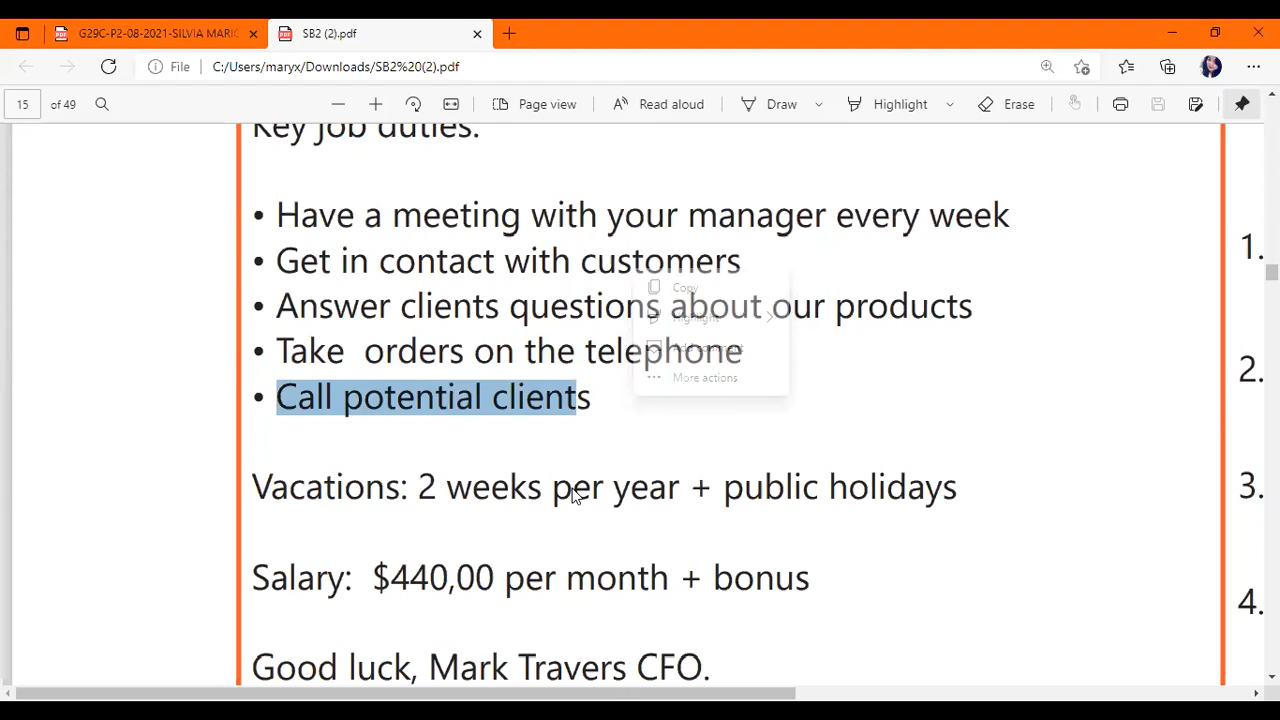 G29C-P2-08-2021-SILVIA MARIC
SB2 (2).pdf
File C:/Users/maryx/Downloads/SB2%20(2).pdf
15 of 49 Page view Read aloud Draw Highlight Erase
Key job duties:
• Have a meeting with your manager every week
1.
• Get in contact with customers
Copy
• Answer clients questions about our products
Highlight
• Take orders on the telephone
Add comment
2.
More actions
• Call potential clients
Vacations: 2 weeks per year + public holidays
3.
Salary: $440,00 per month + bonus
4.
Good luck, Mark Travers CFO.